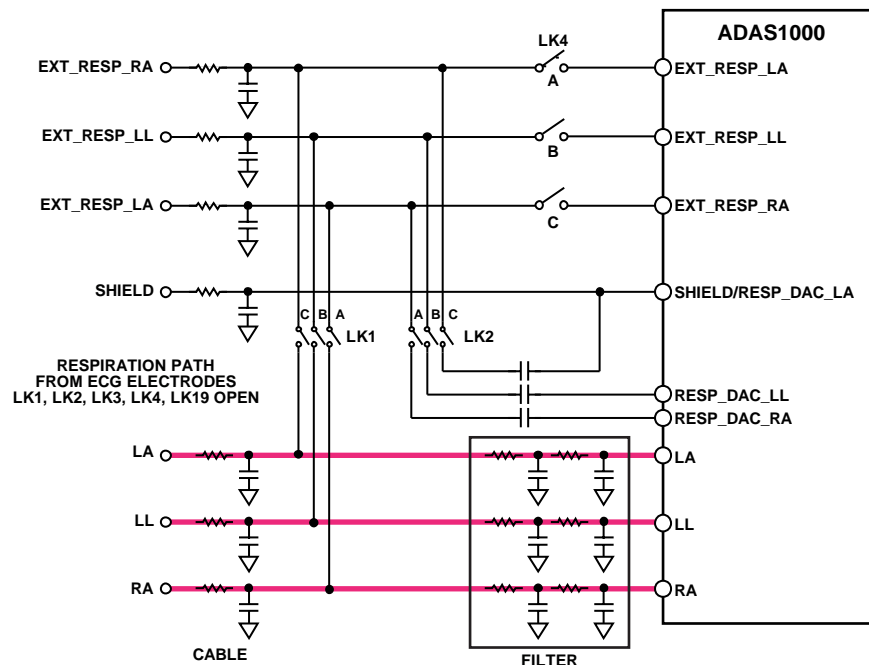 ADAS1000
LK4
EXT_RESP_RA
A
EXT_RESP_LA
EXT_RESP_LL
B
EXT_RESP_LL
EXT_RESP_LA
C
EXT_RESP_RA
SHIELD
SHIELD/RESP_DAC_LA
C B A
LK1
A B C
LK2
RESPIRATION PATH
FROM ECG ELECTRODES
LK1, LK2, LK3, LK4, LK19 OPEN
RESP_DAC_LL
RESP_DAC_RA
LA
LA
LL
LL
RA
RA
CABLE
FILTER